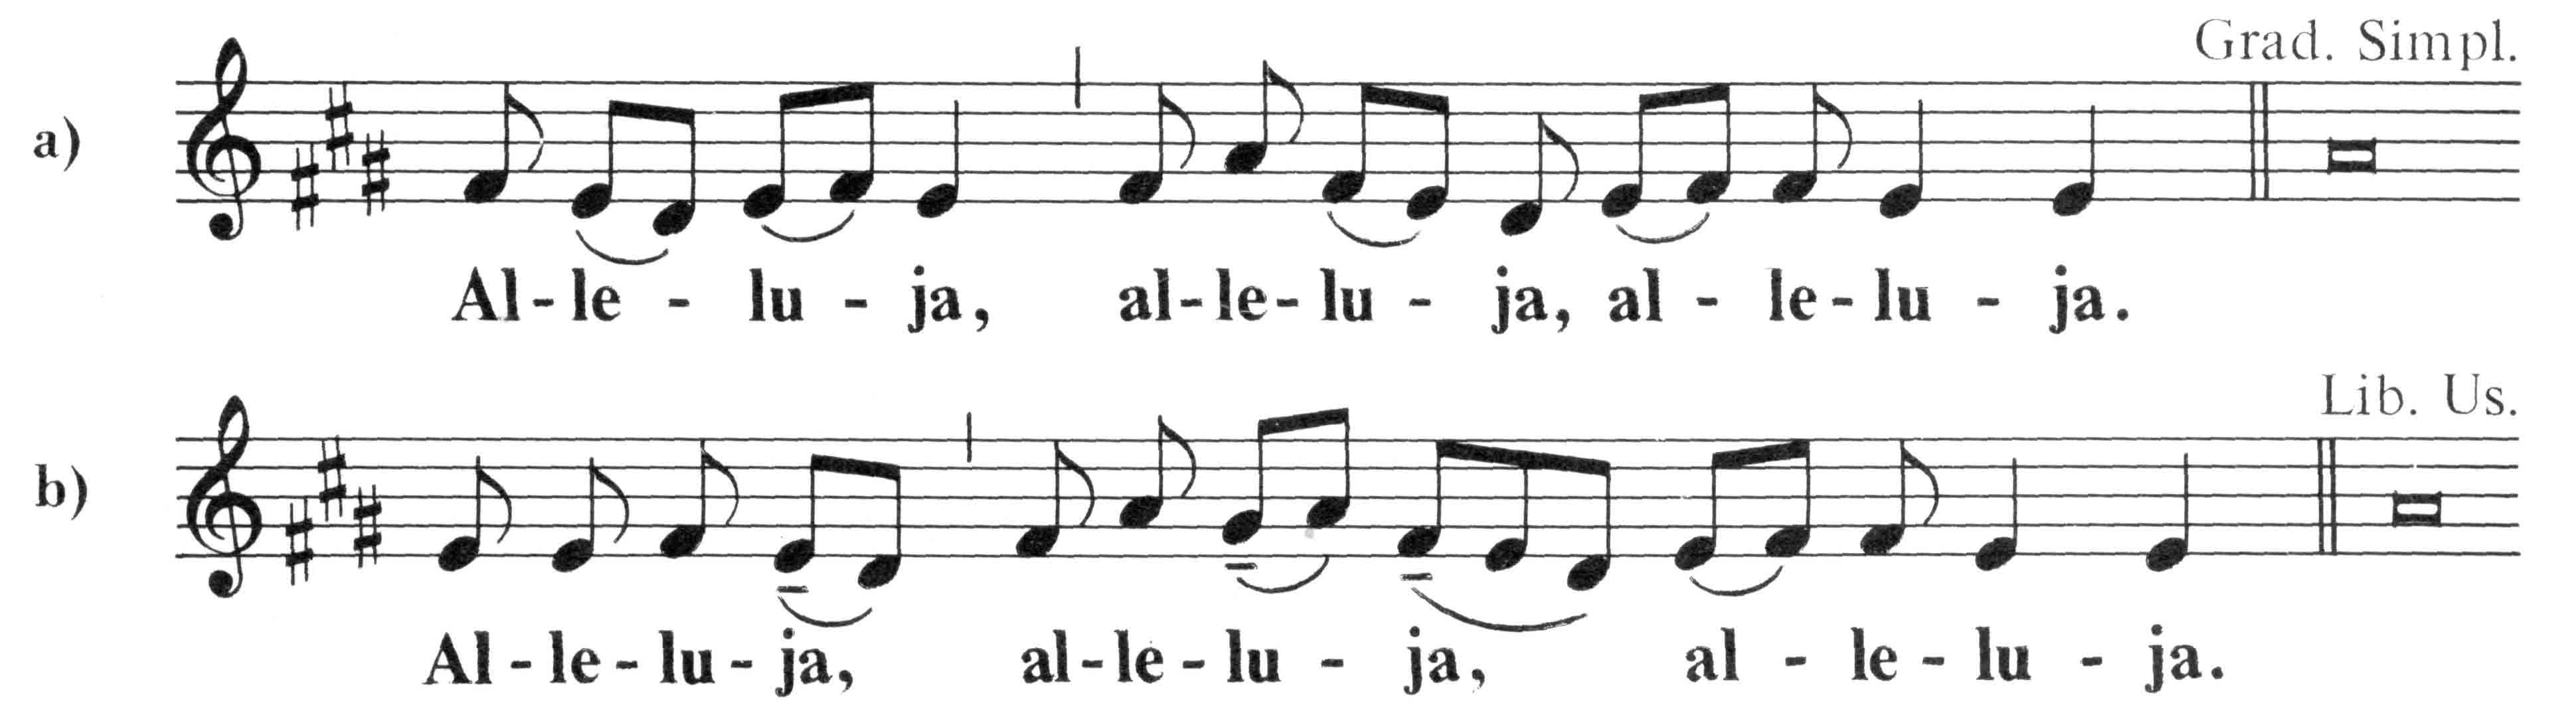 Grad. Simpl.
a)
Al - le - lu - ja, al - le - lu - ja, al - le - lu - ja.
Lib. Us.
b)
Al - le - lu - ja, al - le - lu - ja, al - le - lu - ja.